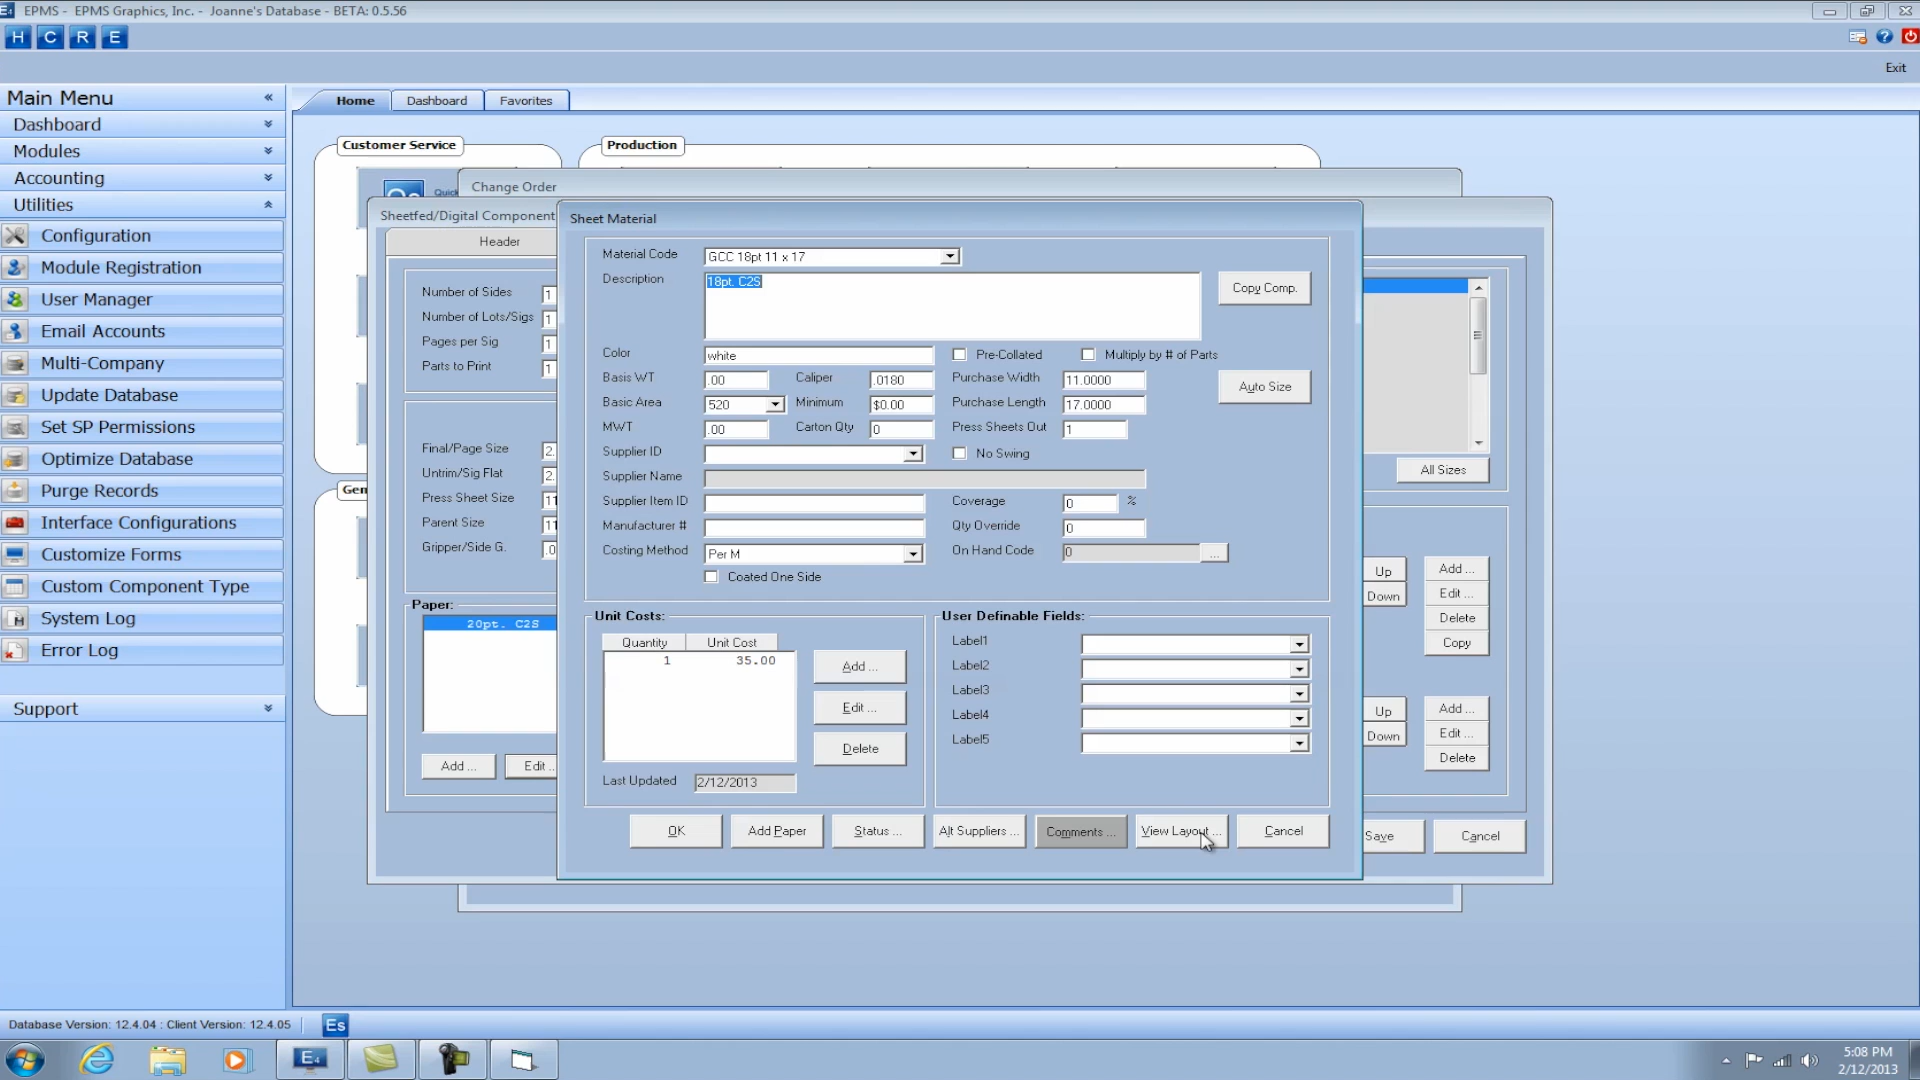 EPMS - EPMS Graphics, Inc. - Joanne's Database - BETA: 0.5.56
H C R E
Exit
Main Menu
Dashboard
Modules
Accounting
Utilities
Configuration
Module Registration
User Manager
Email Accounts
Multi-Company
Update Database
Set SP Permissions
Optimize Database
Purge Records
Interface Configurations
Customize Forms
Custom Component Type
System Log
Error Log
Support
Home Dashboard Favorites
Customer Service Production
Quick
Change Order
Sheetfed/Digital Component
Header
Number of Sides 1
Number of Lots/Sigs 1
Pages per Sig 1
Parts to Print 1
Final/Page Size 2.
Untrim/Sig Flat 2.
Press Sheet Size 11
Parent Size 11
Gripper/Side G. .0
Gen
Paper:
20pt. C2S
Add ... Edit ..
Sheet Material
Material Code GCC 18pt 11 x 17
Description 18pt. C2S Copy Comp.
Color white Pre-Collated Multiply by # of Parts
Basis WT .00 Caliper .0180 Purchase Width 11.0000 Auto Size
Basic Area 520 Minimum $0.00 Purchase Length 17.0000
MWT .00 Carton Qty 0 Press Sheets Out 1
Supplier ID No Swing
Supplier Name
Supplier Item ID Coverage 0 %
Manufacturer # Qty Override 0
Costing Method Per M On Hand Code 0 ...
Coated One Side
Unit Costs: User Definable Fields:
Quantity Unit Cost
1 35.00
Add ...
Edit ...
Delete
Last Updated 2/12/2013
Label1
Label2
Label3
Label4
Label5
OK Add Paper Status ... Alt Suppliers ... Comments ... View Layout ... Cancel
All Sizes
Up Add ...
Down Edit ...
Delete
Copy
Up Add ...
Down Edit ...
Delete
Save Cancel
Database Version: 12.4.04 : Client Version: 12.4.05 Es
E4
5:08 PM
2/12/2013